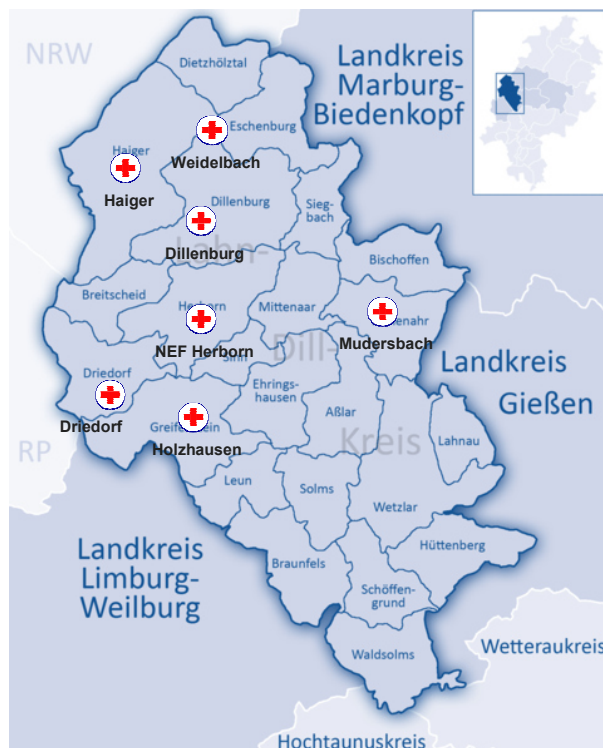 NRW
Dietzhölztal
Landkreis
Marburg-
Biedenkopf
Eschenburg
Haiger
Weidelbach
Haiger
Dillenburg
Sieg-
bach
Dillenburg
Lahn-
Bischoffen
Breitscheid
Mittenaar
NEF Herborn
Dill-
Mudersbach
Landkreis
Gießen
Driedorf
Ehrings-
hausen
Aßlar
Driedorf
Holzhausen
Kreis
Lahnau
RP
Leun
Solms
Wetzlar
Hüttenberg
Landkreis
Limburg-
Weilburg
Braunfels
Schöffen-
grund
Waldsolms
Wetteraukreis
Hochtaunuskreis